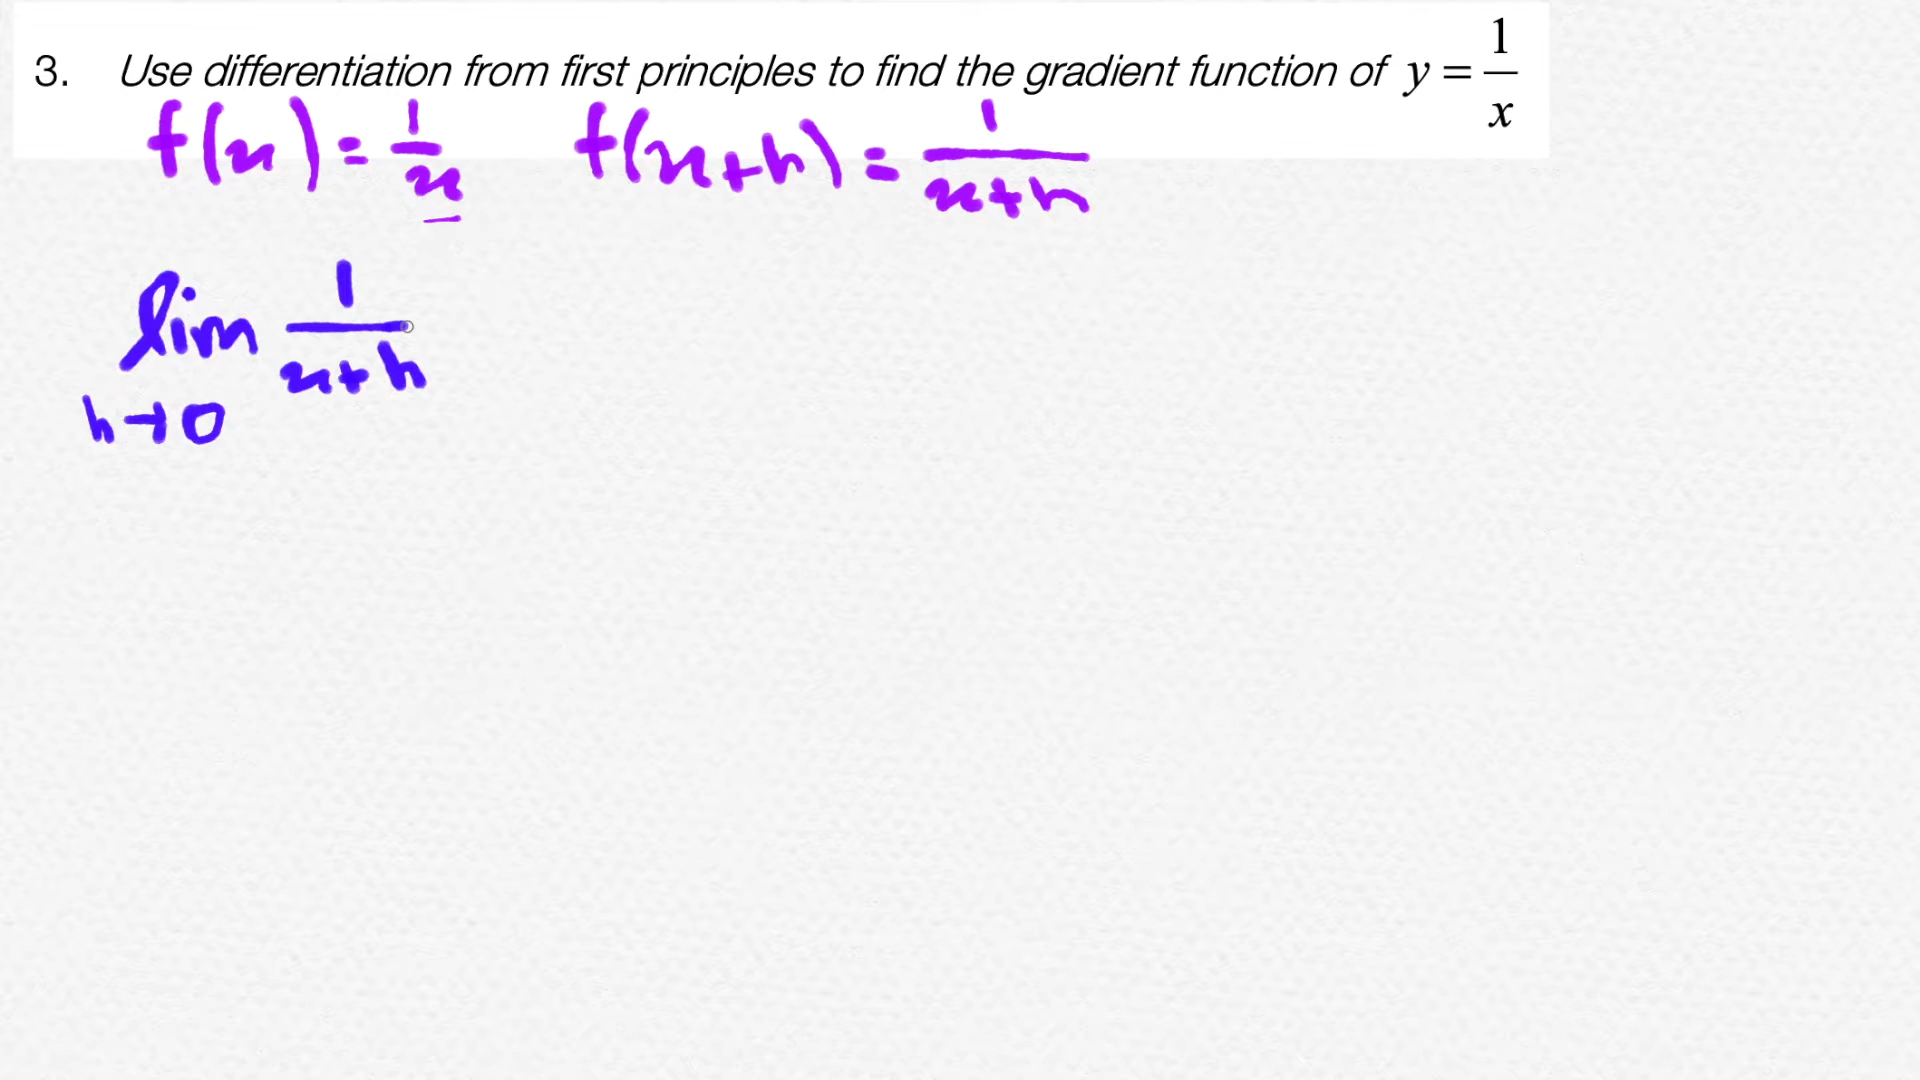 3. Use differentiation from first principles to find the gradient function of y = 1/x
f(x) = 1/x f(x+h) = 1/x+h
lim h→0 1/x+h